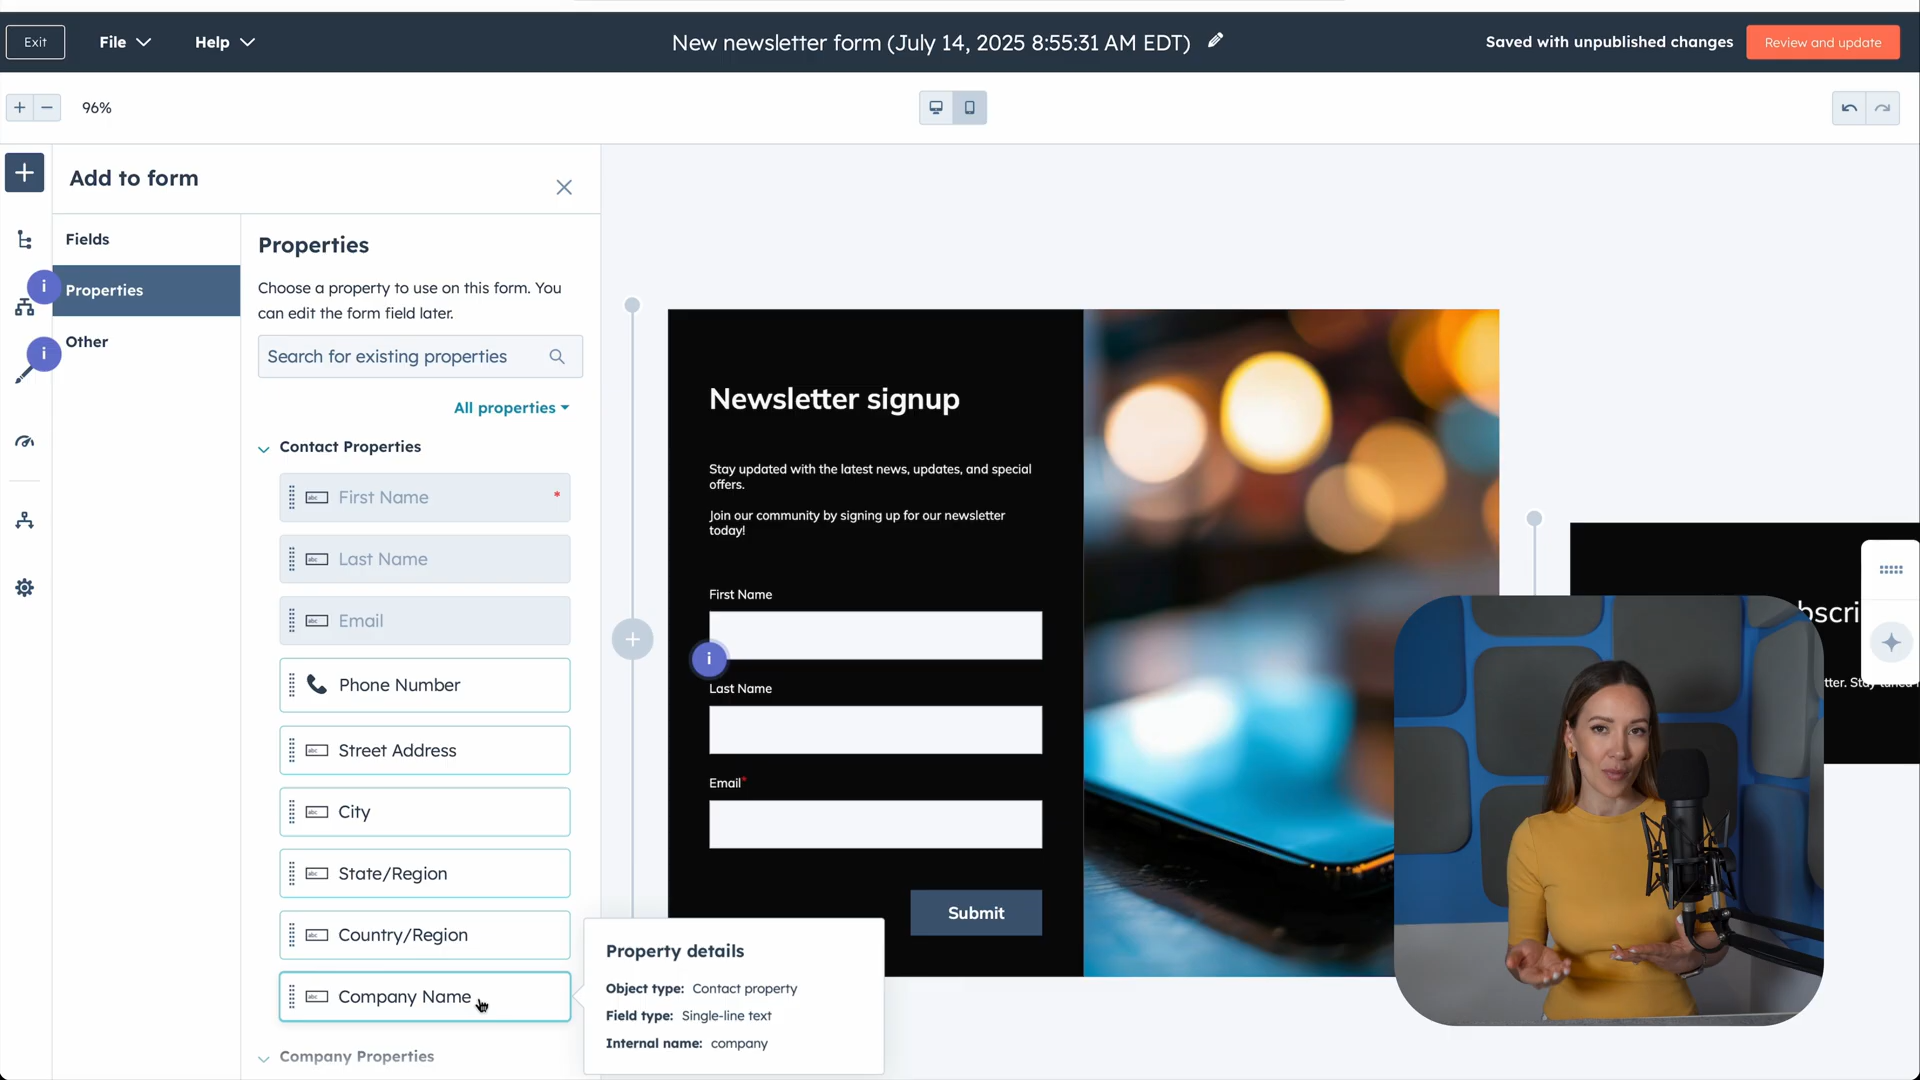 Exit
File
Help
New newsletter form (July 14, 2025 8:55:31 AM EDT)
Saved with unpublished changes
Review and update
96%
Add to form
Fields
Properties
Other
Properties
Choose a property to use on this form. You
can edit the form field later.
Search for existing properties
All properties
Contact Properties
First Name *
Last Name
Email
Phone Number
Street Address
City
State/Region
Country/Region
Company Name
Company Properties
Property details
Object type: Contact property
Field type: Single-line text
Internal name: company
Newsletter signup
Stay updated with the latest news, updates, and special
offers.
Join our community by signing up for our newsletter
today!
First Name
Last Name
Email*
Submit
bscri
tter. Stay tuned